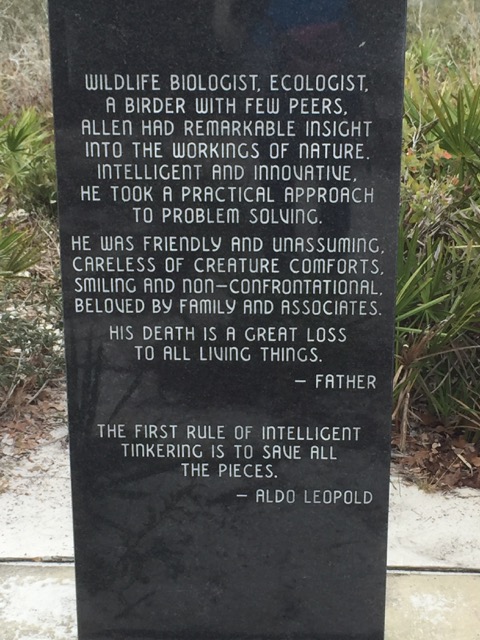 WILDLIFE BIOLOGIST, ECOLOGIST,
A BIRDER WITH FEW PEERS,
ALLEN HAD REMARKABLE INSIGHT
INTO THE WORKINGS OF NATURE.
INTELLIGENT AND INNOVATIVE,
HE TOOK A PRACTICAL APPROACH
TO PROBLEM SOLVING.
HE WAS FRIENDLY AND UNASSUMING,
CARELESS OF CREATURE COMFORTS,
SMILING AND NON-CONFRONTATIONAL,
BELOVED BY FAMILY AND ASSOCIATES.
HIS DEATH IS A GREAT LOSS
TO ALL LIVING THINGS.
— FATHER
THE FIRST RULE OF INTELLIGENT
TINKERING IS TO SAVE ALL
THE PIECES.
— ALDO LEOPOLD